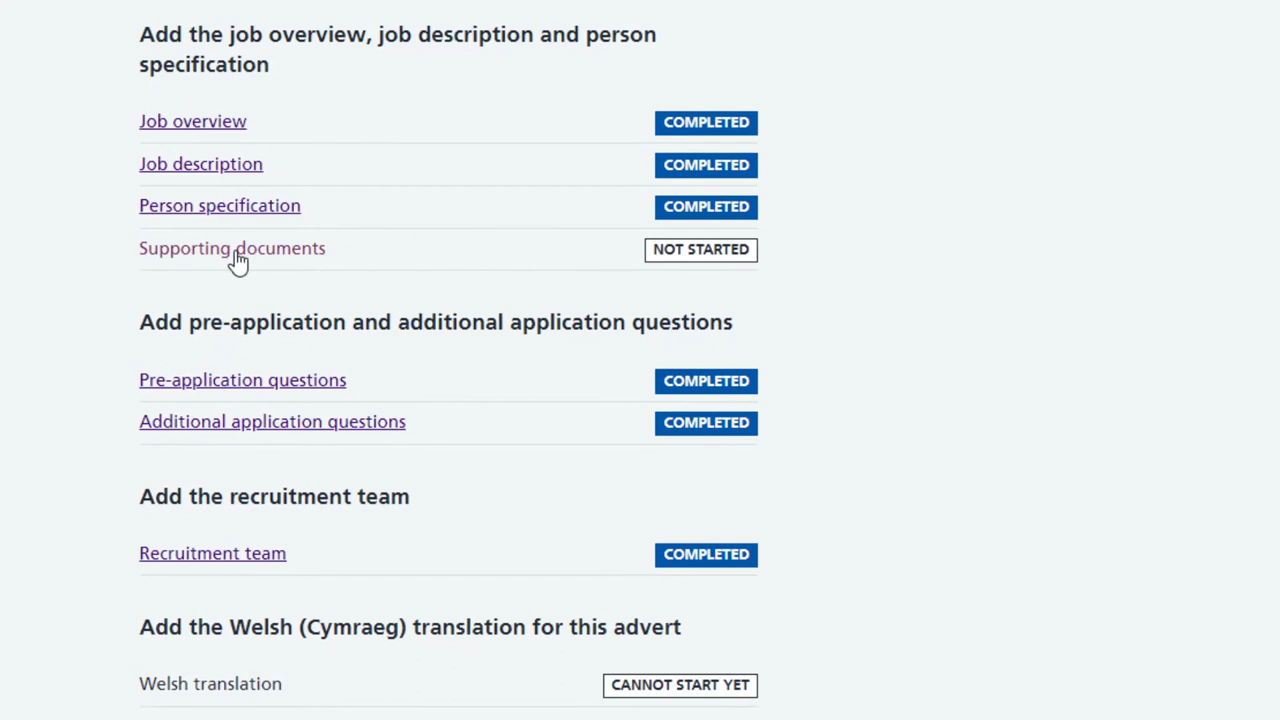 Add the job overview, job description and person
specification
Job overview COMPLETED
Job description COMPLETED
Person specification COMPLETED
Supporting documents NOT STARTED
Add pre-application and additional application questions
Pre-application questions COMPLETED
Additional application questions COMPLETED
Add the recruitment team
Recruitment team COMPLETED
Add the Welsh (Cymraeg) translation for this advert
Welsh translation CANNOT START YET